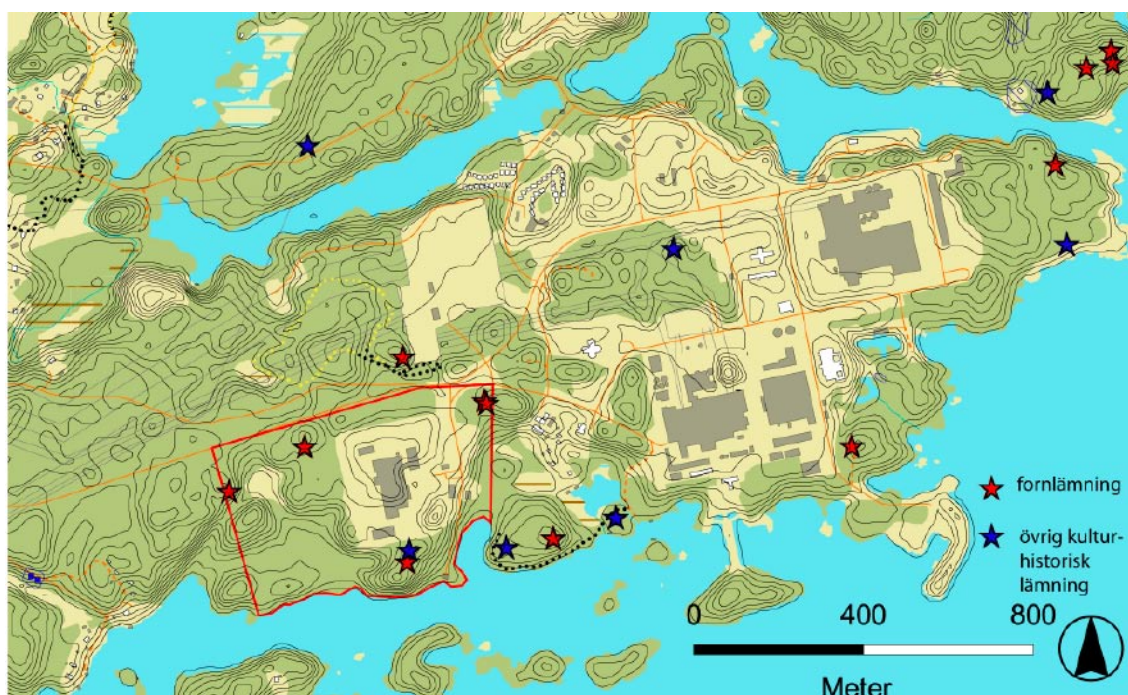 fornlämning
övrig kultur-
historisk
lämning
0 400 800
Meter